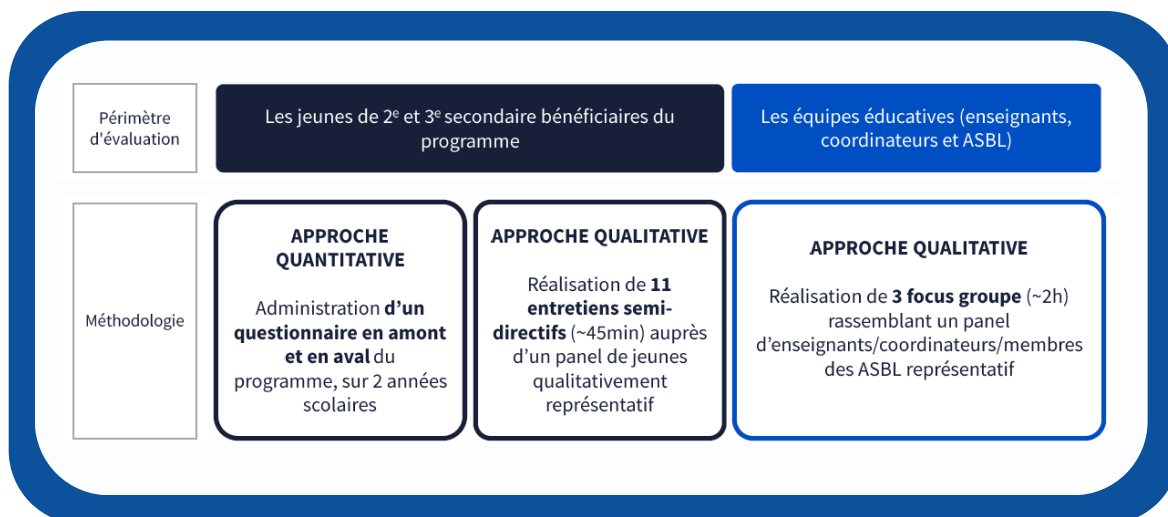 Périmètre
d'évaluation
Les jeunes de 2e et 3e secondaire bénéficiaires du
programme
Les équipes éducatives (enseignants,
coordinateurs et ASBL)
Méthodologie
APPROCHE
QUANTITATIVE
Administration d’un
questionnaire en amont
et en aval du
programme, sur 2 années
scolaires
APPROCHE QUALITATIVE
Réalisation de 11
entretiens semi-
directifs (~45min) auprès
d’un panel de jeunes
qualitativement
représentatif
APPROCHE QUALITATIVE
Réalisation de 3 focus groupe (~2h)
rassemblant un panel
d’enseignants/coordinateurs/membres
des ASBL représentatif